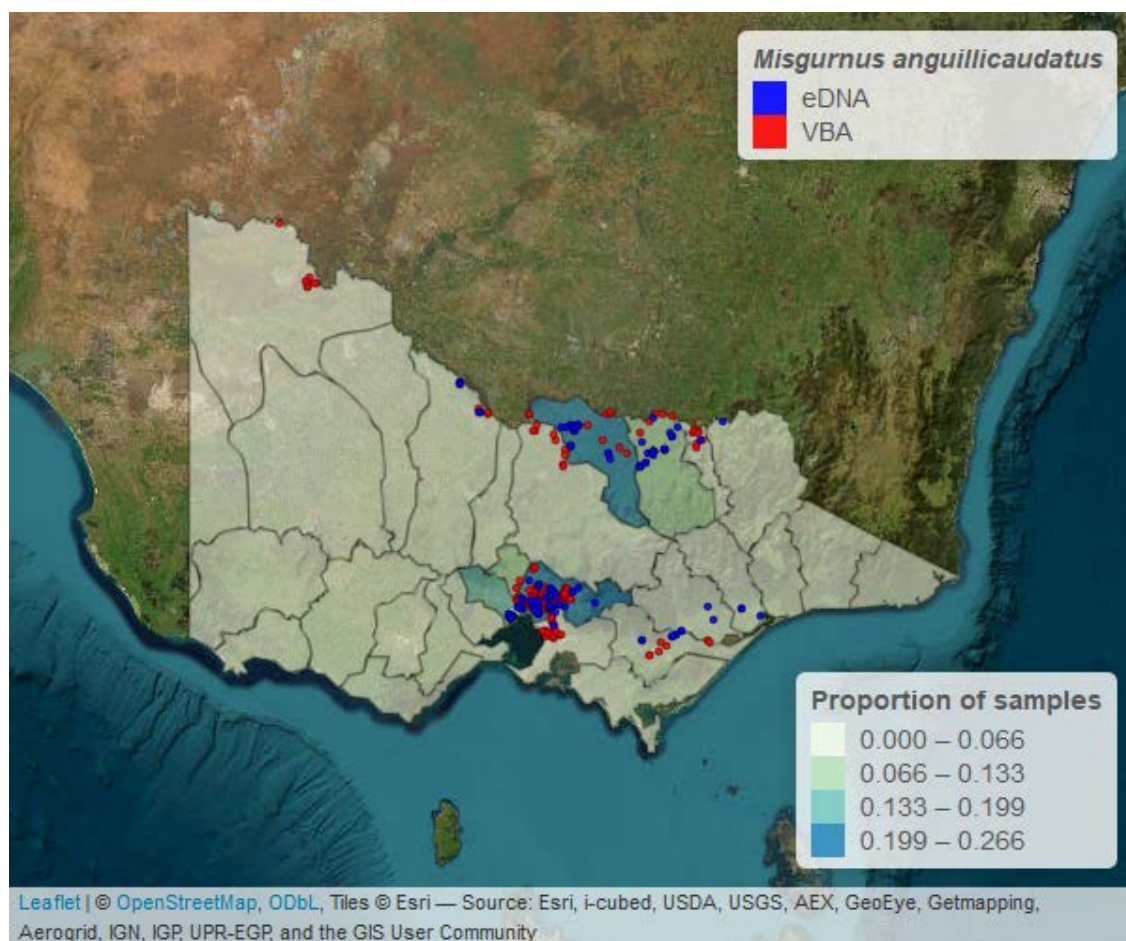 Misgurnus anguillicaudatus
eDNA
VBA
Proportion of samples
0.000 – 0.066
0.066 – 0.133
0.133 – 0.199
0.199 – 0.266
Leaflet | © OpenStreetMap, ODbL, Tiles © Esri — Source: Esri, i-cubed, USDA, USGS, AEX, GeoEye, Getmapping,
Aerogrid, IGN, IGP, UPR-EGP, and the GIS User Community